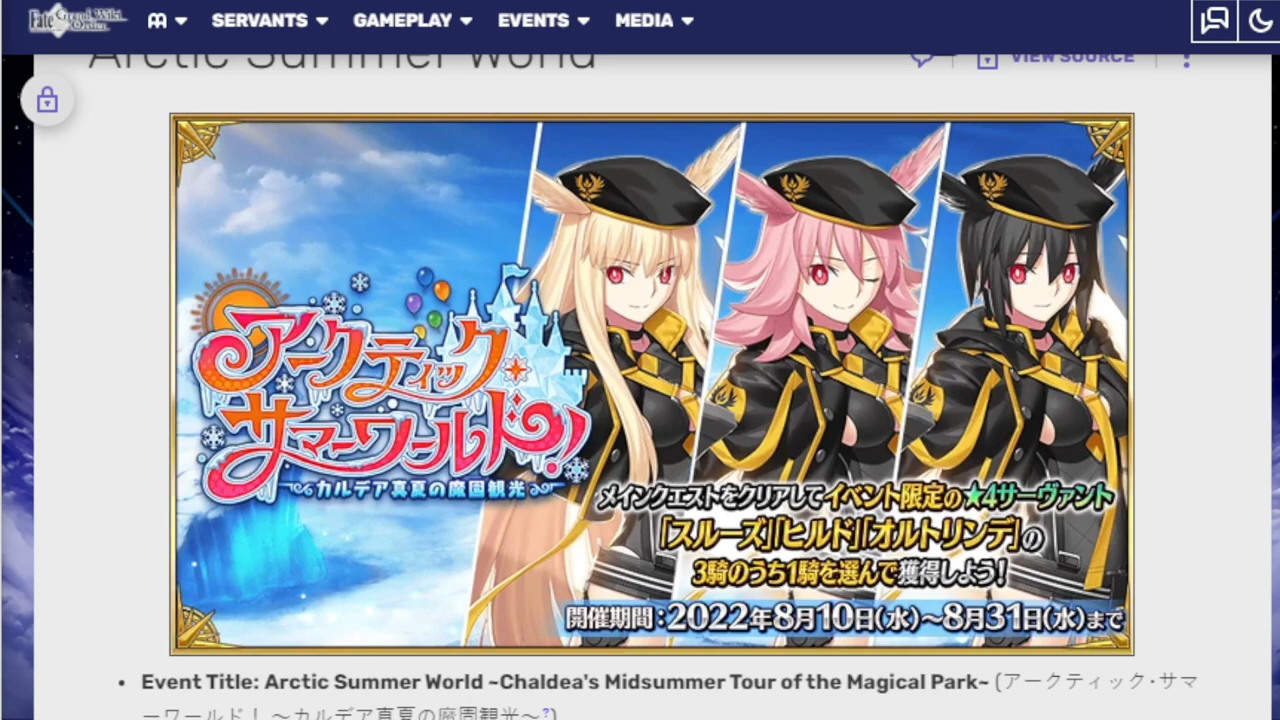 Fate Grand Wiki Order
SERVANTS GAMEPLAY EVENTS MEDIA
Arctic Summer World
VIEW SOURCE
アークティック
サマーワールド!
カルデア真夏の魔園観光
メインクエストをクリアしてイベント限定の★4サーヴァント
「スルーズ」「ヒルド」「オルトリンデ」の
3騎のうち1騎を選んで獲得しよう!
開催期間:2022年8月10日(水)~8月31日(水)まで
• Event Title: Arctic Summer World ~Chaldea's Midsummer Tour of the Magical Park~ (アークティック・サマ
ーワールド! ~カルデア真夏の魔園観光~?)